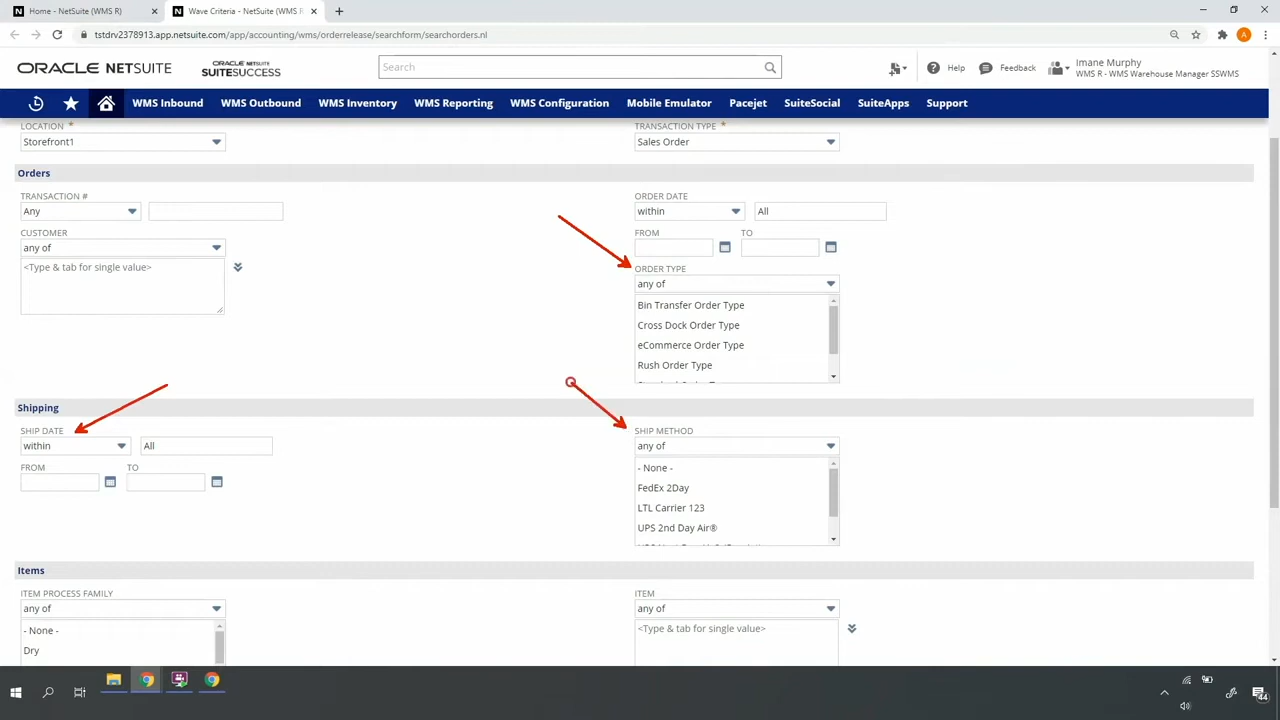 Home - NetSuite (WMS R)
Wave Criteria - NetSuite (WMS R
tstdrv2378913.app.netsuite.com/app/accounting/wms/orderrelease/searchform/searchorders.nl
A
ORACLE NETSUITE
ORACLE NETSUITE
SUITESUCCESS
Search
Help
Feedback
Imane Murphy
WMS R - WMS Warehouse Manager SSWMS
WMS Inbound
WMS Outbound
WMS Inventory
WMS Reporting
WMS Configuration
Mobile Emulator
Pacejet
SuiteSocial
SuiteApps
Support
LOCATION *
Storefront1
TRANSACTION TYPE *
Sales Order
Orders
TRANSACTION #
Any
CUSTOMER
any of
<Type & tab for single value>
ORDER DATE
within
All
FROM
TO
ORDER TYPE
any of
Bin Transfer Order Type
Cross Dock Order Type
eCommerce Order Type
Rush Order Type
Shipping
SHIP DATE
within
All
FROM
TO
SHIP METHOD
any of
- None -
FedEx 2Day
LTL Carrier 123
UPS 2nd Day Air®
Items
ITEM PROCESS FAMILY
any of
- None -
Dry
ITEM
any of
<Type & tab for single value>
44